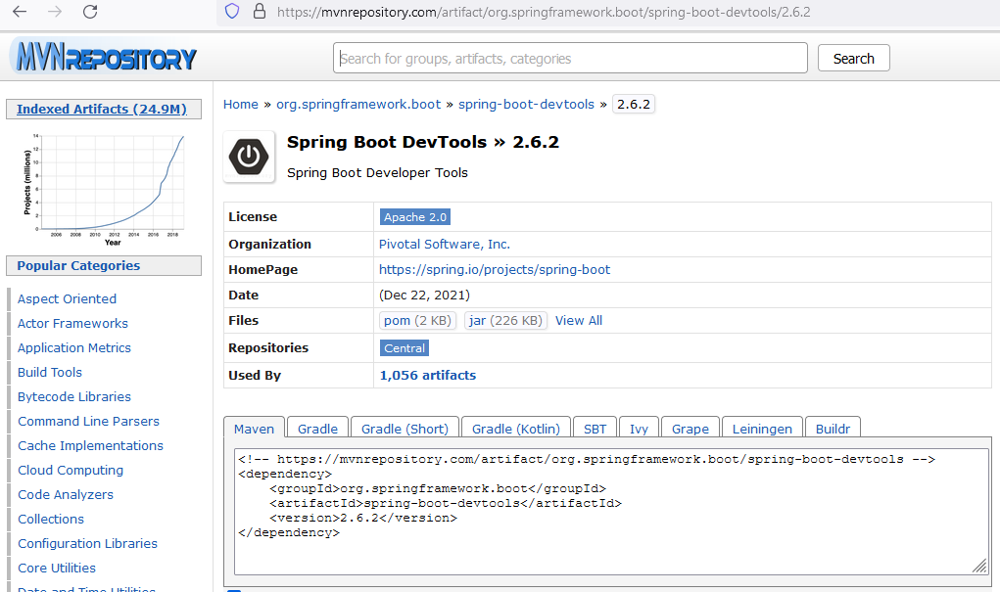 https://mvnrepository.com/artifact/org.springframework.boot/spring-boot-devtools/2.6.2
MVNREPOSITORY
Search for groups, artifacts, categories
Search
Indexed Artifacts (24.9M)
Projects (millions)
14
12
10
8
6
4
2
0
2006 2008 2010 2012 2014 2016 2018
Year
Popular Categories
Aspect Oriented
Actor Frameworks
Application Metrics
Build Tools
Bytecode Libraries
Command Line Parsers
Cache Implementations
Cloud Computing
Code Analyzers
Collections
Configuration Libraries
Core Utilities
Date and Time Utilities
Home » org.springframework.boot » spring-boot-devtools » 2.6.2
Spring Boot DevTools » 2.6.2
Spring Boot Developer Tools
License Apache 2.0
Organization Pivotal Software, Inc.
HomePage https://spring.io/projects/spring-boot
Date (Dec 22, 2021)
Files pom (2 KB) jar (226 KB) View All
Repositories Central
Used By 1,056 artifacts
Maven Gradle Gradle (Short) Gradle (Kotlin) SBT Ivy Grape Leiningen Buildr
<!-- https://mvnrepository.com/artifact/org.springframework.boot/spring-boot-devtools -->
<dependency>
    <groupId>org.springframework.boot</groupId>
    <artifactId>spring-boot-devtools</artifactId>
    <version>2.6.2</version>
</dependency>